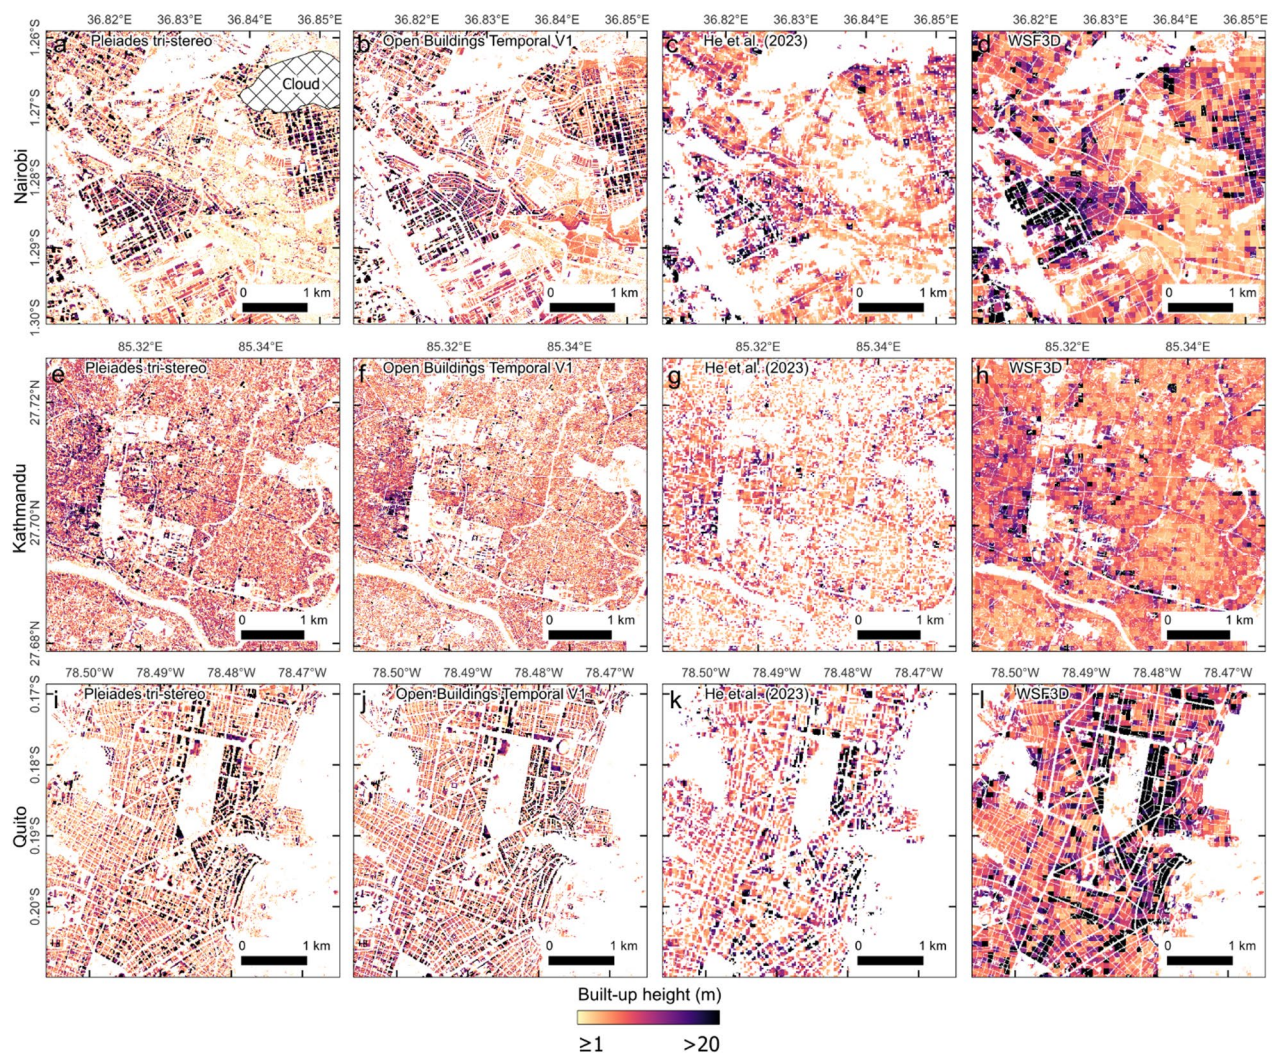 36.82°E 36.83°E 36.84°E 36.85°E 36.82°E 36.83°E 36.84°E 36.85°E 36.82°E 36.83°E 36.84°E 36.85°E 36.82°E 36.83°E 36.84°E 36.85°E
a Pleiades tri-stereo b Open Buildings Temporal V1 c He et al. (2023) d WSF3D
Cloud
Nairobi
1.26°S
1.27°S
1.28°S
1.29°S
1.30°S
0 1 km 0 1 km 0 1 km 0 1 km
85.32°E 85.34°E 85.32°E 85.34°E 85.32°E 85.34°E 85.32°E 85.34°E
e Pleiades tri-stereo f Open Buildings Temporal V1 g He et al. (2023) h WSF3D
Kathmandu
27.72°N
27.70°N
27.68°N
0 1 km 0 1 km 0 1 km 0 1 km
78.50°W 78.49°W 78.48°W 78.47°W 78.50°W 78.49°W 78.48°W 78.47°W 78.50°W 78.49°W 78.48°W 78.47°W 78.50°W 78.49°W 78.48°W 78.47°W
i Pleiades tri-stereo j Open Buildings Temporal V1 k He et al. (2023) l WSF3D
Quito
0.17°S
0.18°S
0.19°S
0.20°S
0 1 km 0 1 km 0 1 km 0 1 km
Built-up height (m)
≥1 >20